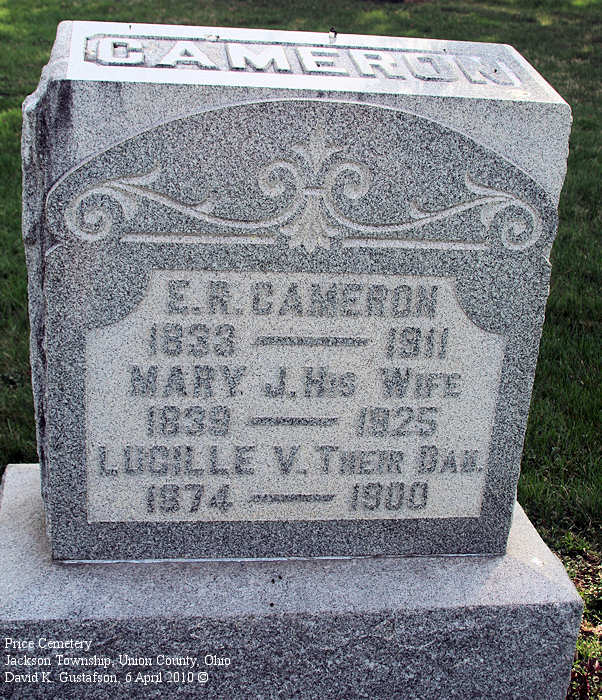 CAMERON
E. R. CAMERON
1833 — 1911
MARY J. HIS WIFE
1839 — 1925
LUCILLE V. THEIR DAU.
1874 — 1900
Price Cemetery
Jackson Township, Union County, Ohio
David K. Gustafson, 6 April 2010 ©